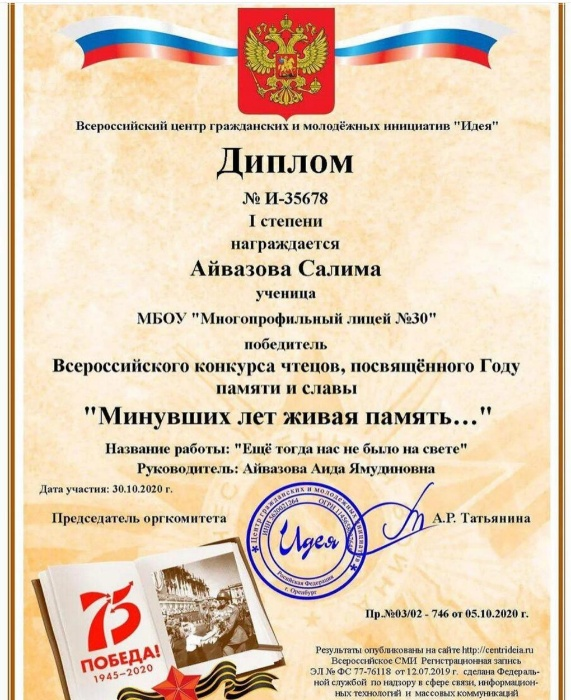 Всероссийский центр гражданских и молодёжных инициатив "Идея"
Диплом
№ И-35678
I степени
награждается
Айвазова Салима
ученица
МБОУ "Многопрофильный лицей №30"
победитель
Всероссийского конкурса чтецов, посвящённого Году
памяти и славы
"Минувших лет живая память…"
Название работы: "Ещё тогда нас не было на свете"
Руководитель: Айвазова Аида Ямудиновна
Дата участия: 30.10.2020 г.
Председатель оргкомитета
А.Р. Татьянина
Центр гражданских и молодежных инициатив
Идея
Российская Федерация
г. Оренбург
75
ПОБЕДА!
1945–2020
Пр.№03/02 - 746 от 05.10.2020 г.
Результаты опубликованы на сайте http://centrideia.ru
Всероссийское СМИ Регистрационная запись
ЭЛ № ФС 77-76118 от 12.07.2019 г. сделана Федераль-
ной службой по надзору в сфере связи, информацион-
ных технологий и массовых коммуникаций